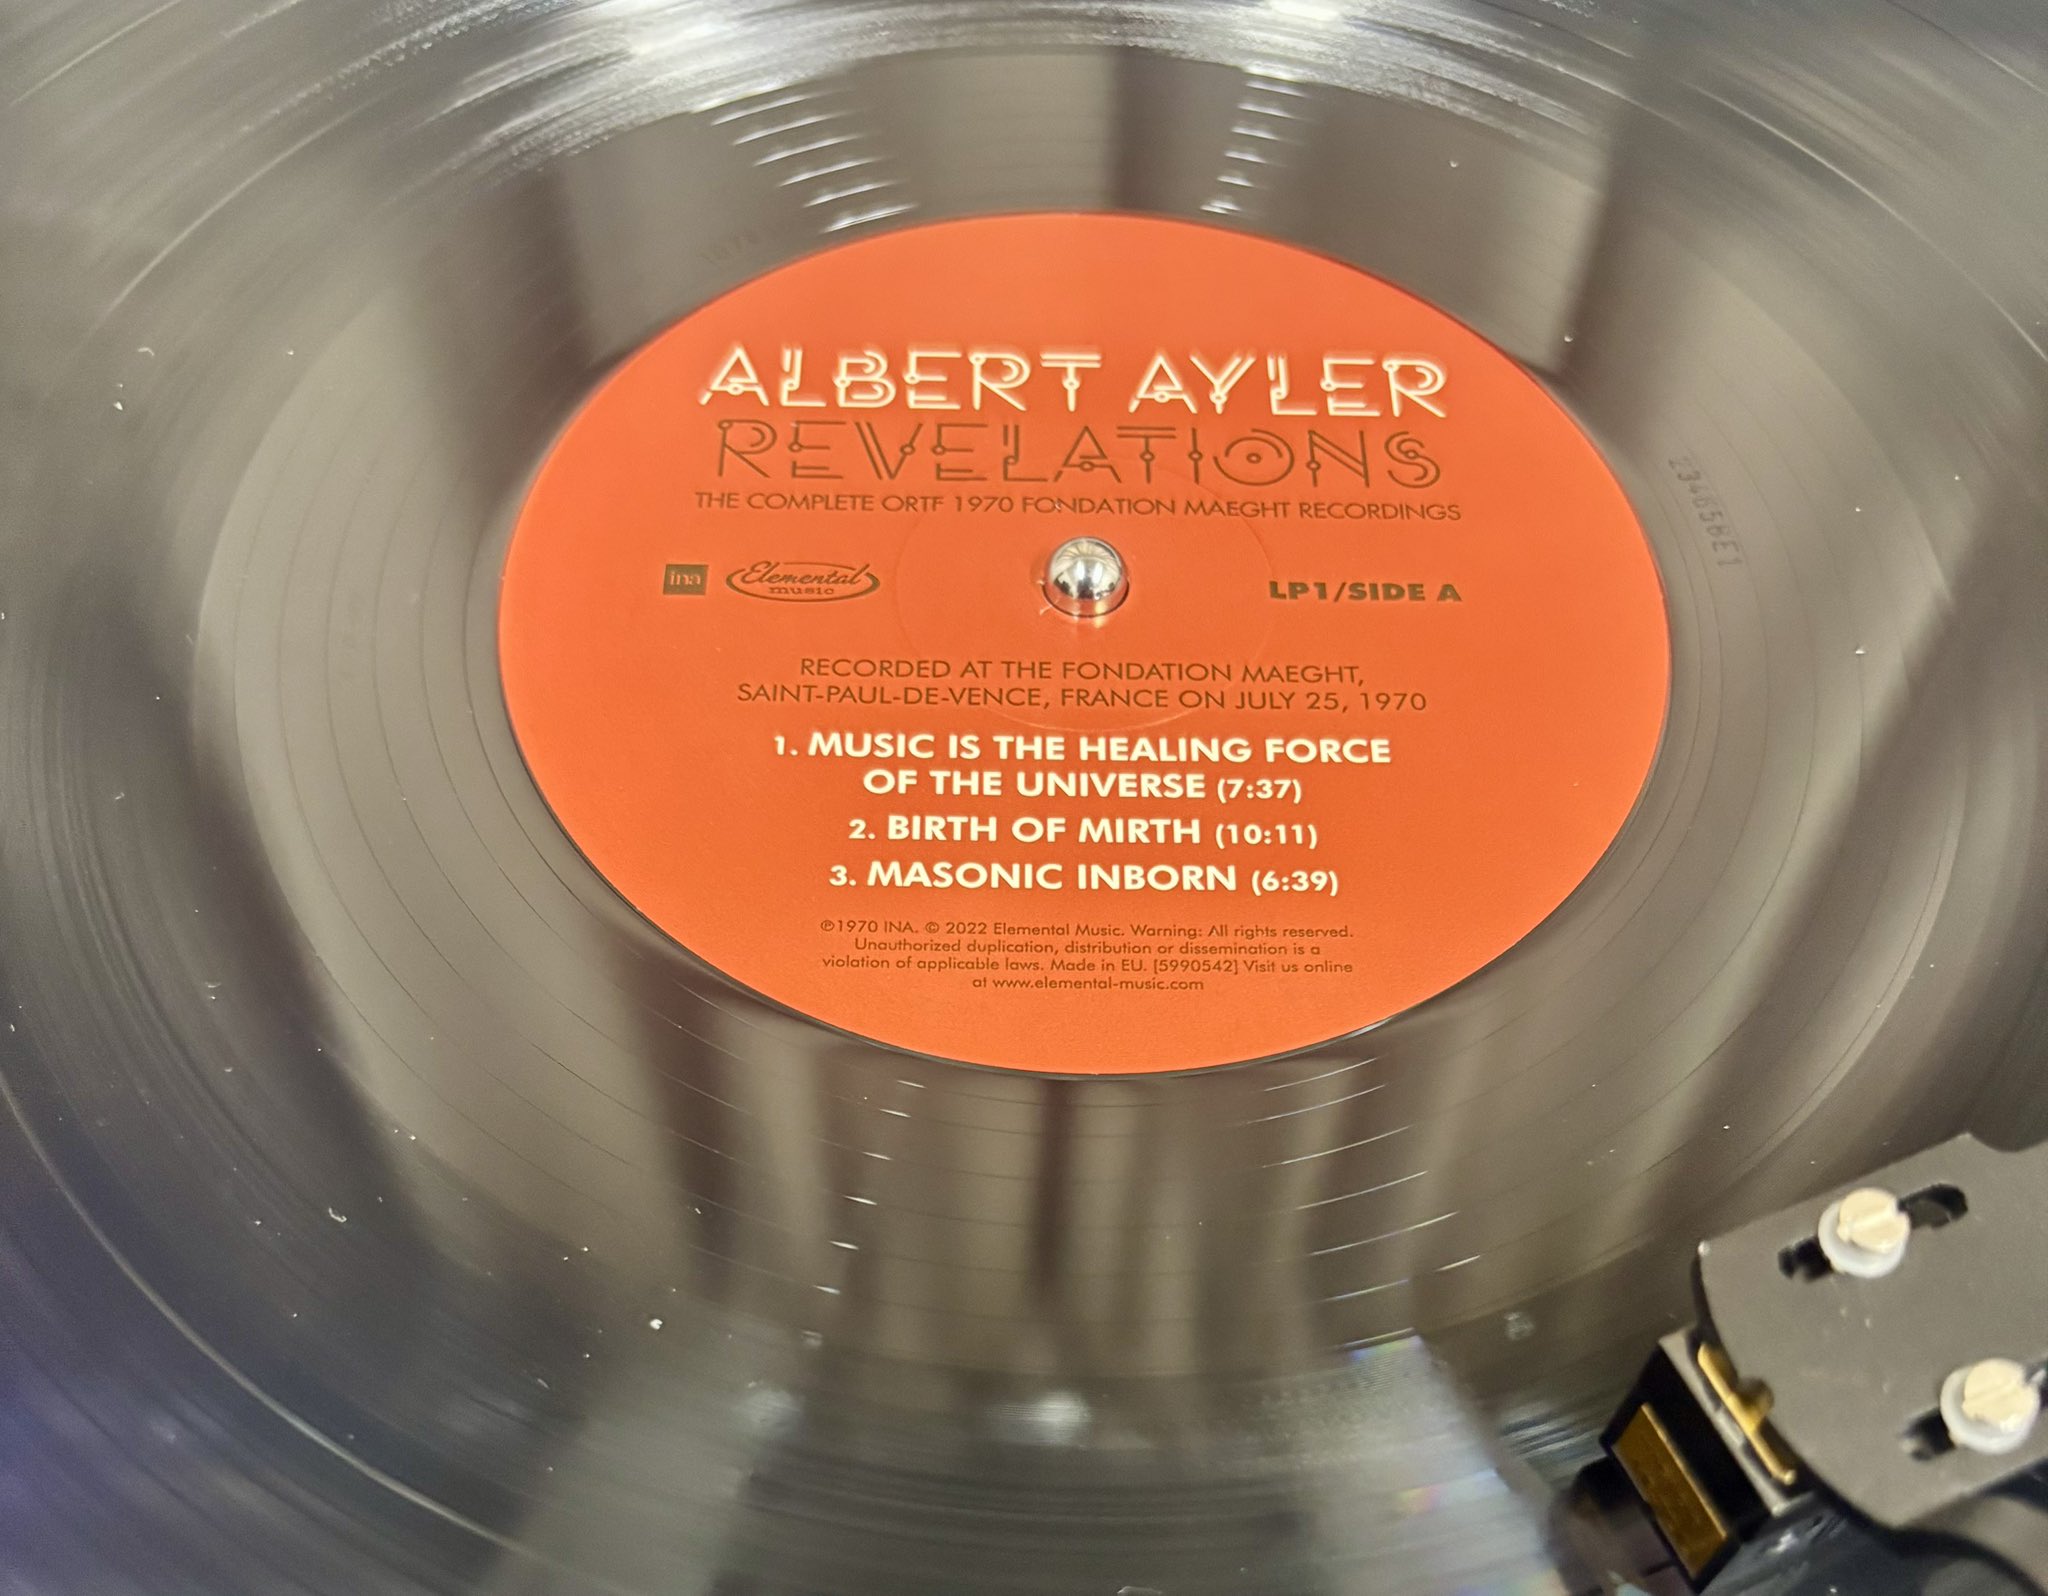 ALBERT AYLER
REVELATIONS
THE COMPLETE ORTF 1970 FONDATION MAEGHT RECORDINGS
ina
Elemental
music
LP1/SIDE A
RECORDED AT THE FONDATION MAEGHT,
SAINT-PAUL-DE-VENCE, FRANCE ON JULY 25, 1970
1. MUSIC IS THE HEALING FORCE
OF THE UNIVERSE (7:37)
2. BIRTH OF MIRTH (10:11)
3. MASONIC INBORN (6:39)
℗1970 INA. © 2022 Elemental Music. Warning: All rights reserved.
Unauthorized duplication, distribution or dissemination is a
violation of applicable laws. Made in EU. [5990542] Visit us online
at www.elemental-music.com